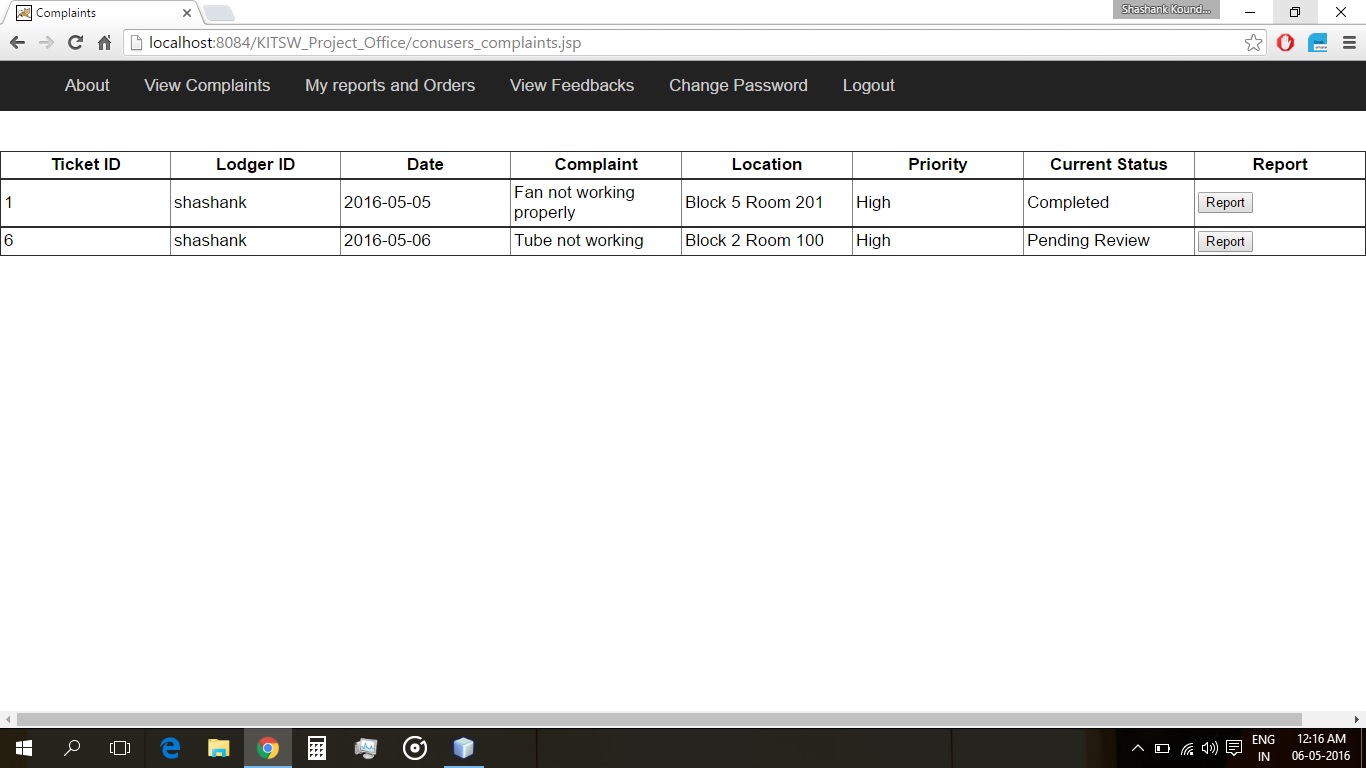 Complaints
Shashank Kound...
localhost:8084/KITSW_Project_Office/conusers_complaints.jsp
About View Complaints My reports and Orders View Feedbacks Change Password Logout
Ticket ID Lodger ID Date Complaint Location Priority Current Status Report
1 shashank 2016-05-05 Fan not working properly Block 5 Room 201 High Completed Report
6 shashank 2016-05-06 Tube not working Block 2 Room 100 High Pending Review Report
ENG 12:16 AM
IN 06-05-2016